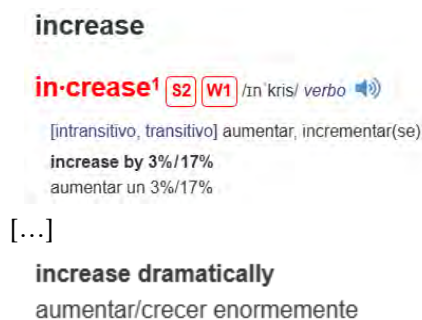 increase
in·crease¹ S2 W1 /ɪnˈkris/ verbo
[intransitivo, transitivo] aumentar, incrementar(se)
increase by 3%/17%
aumentar un 3%/17%
[…]
increase dramatically
aumentar/crecer enormemente